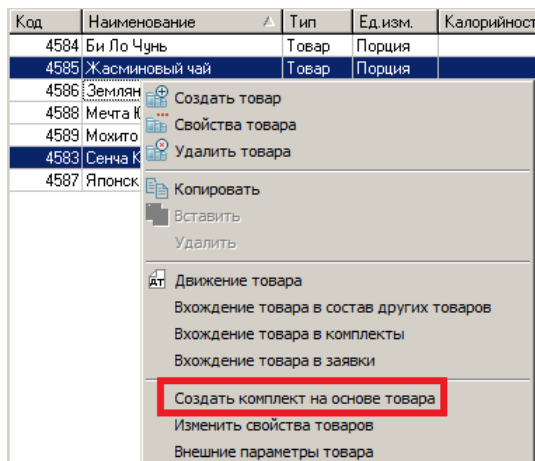 Код Наименование Тип Ед.изм. Калорийност
4584 Би Ло Чунь Товар Порция
4585 Жасминовый чай Товар Порция
4586 Землян
4588 Мечта
4589 Мохито
4583 Сенча
4587 Японск
Создать товар
Свойства товара
Удалить товара
Копировать
Вставить
Удалить
ДТ Движение товара
Вхождение товара в состав других товаров
Вхождение товара в комплекты
Вхождение товара в заявки
Создать комплект на основе товара
Изменить свойства товаров
Внешние параметры товара